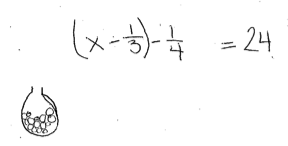 (x - 1/3) - 1/4 = 24